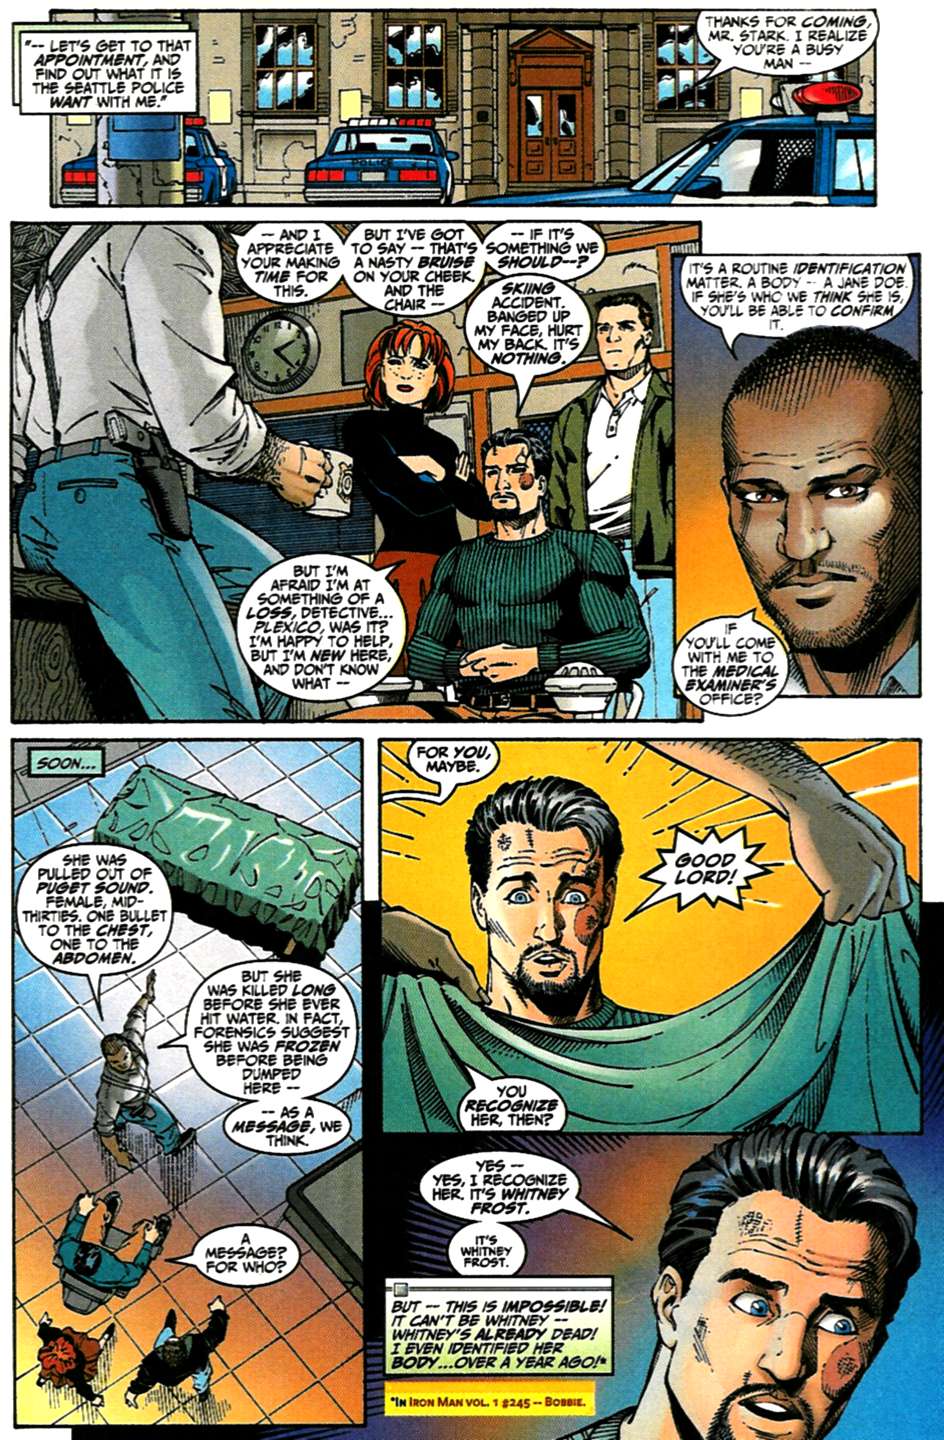 "-- LET'S GET TO THAT
APPOINTMENT, AND
FIND OUT WHAT IT IS
THE SEATTLE POLICE
WANT WITH ME."
THANKS FOR COMING,
MR. STARK. I REALIZE
YOU'RE A BUSY
MAN --
POLICE
-- AND I
APPRECIATE
YOUR MAKING
TIME FOR
THIS.
BUT I'VE GOT
TO SAY -- THAT'S
A NASTY BRUISE
ON YOUR CHEEK.
AND THE
CHAIR --
-- IF IT'S
SOMETHING WE
SHOULD--?
SKIING
ACCIDENT.
BANGED UP
MY FACE, HURT
MY BACK. IT'S
NOTHING.
BUT I'M
AFRAID I'M AT
SOMETHING OF A
LOSS, DETECTIVE...
PLEXICO, WAS IT?
I'M HAPPY TO HELP,
BUT I'M NEW HERE,
AND DON'T KNOW
WHAT --
IT'S A ROUTINE IDENTIFICATION
MATTER. A BODY -- A JANE DOE.
IF SHE'S WHO WE THINK SHE IS,
YOU'LL BE ABLE TO CONFIRM
IT.
IF
YOU'LL COME
WITH ME TO
THE MEDICAL
EXAMINER'S
OFFICE?
SOON...
SHE WAS
PULLED OUT OF
PUGET SOUND.
FEMALE, MID-
THIRTIES. ONE BULLET
TO THE CHEST,
ONE TO THE
ABDOMEN.
BUT SHE
WAS KILLED LONG
BEFORE SHE EVER
HIT WATER. IN FACT,
FORENSICS SUGGEST
SHE WAS FROZEN
BEFORE BEING
DUMPED
HERE --
-- AS A
MESSAGE, WE
THINK.
A
MESSAGE?
FOR WHO?
FOR YOU,
MAYBE.
GOOD
LORD!
YOU
RECOGNIZE
HER, THEN?
YES --
YES, I RECOGNIZE
HER. IT'S WHITNEY
FROST.
IT'S
WHITNEY
FROST.
BUT -- THIS IS IMPOSSIBLE!
IT CAN'T BE WHITNEY --
WHITNEY'S ALREADY DEAD!
I EVEN IDENTIFIED HER
BODY...OVER A YEAR AGO!*
*IN IRON MAN VOL. 1 #245 -- BOBBIE.